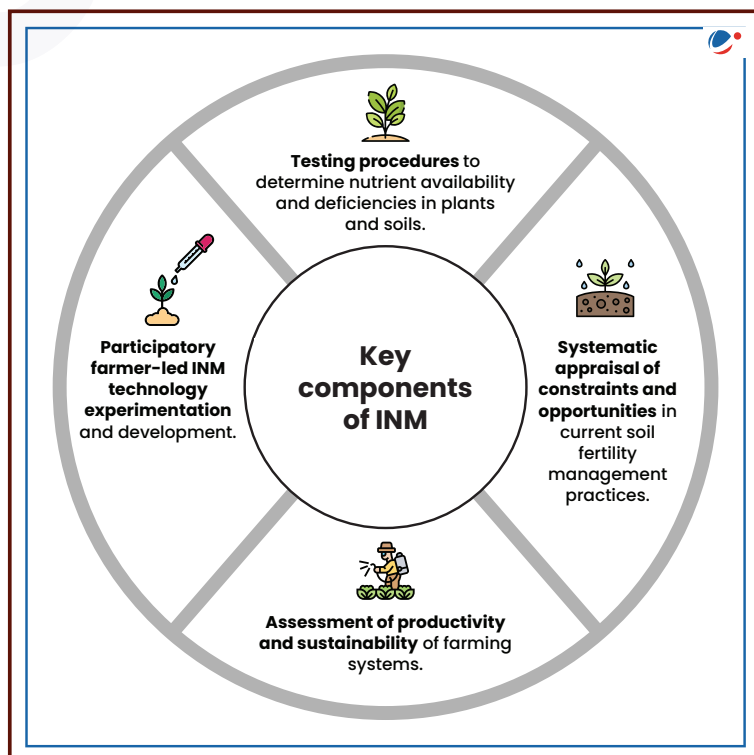 Testing procedures to
determine nutrient availability
and deficiencies in plants
and soils.
Participatory
farmer-led INM
technology
experimentation
and development.
Key
components
of INM
Systematic
appraisal of
constraints and
opportunities in
current soil
fertility
management
practices.
Assessment of productivity
and sustainability of farming
systems.